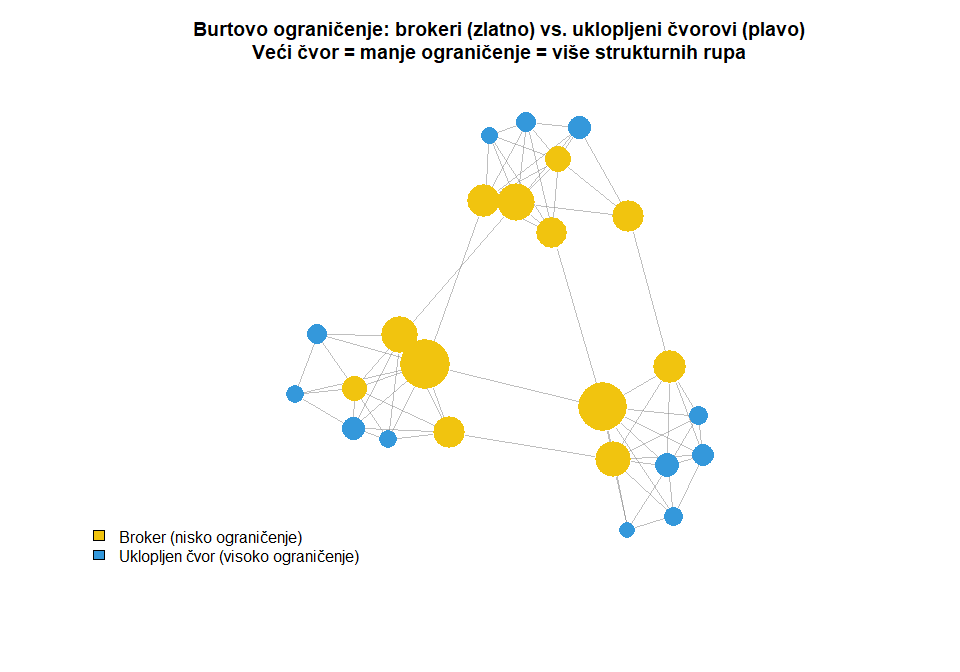 Burtovo ograničenje: brokeri (zlatno) vs. uklopljeni čvorovi (plavo)
Veći čvor = manje ograničenje = više strukturnih rupa
Broker (nisko ograničenje)
Uklopljen čvor (visoko ograničenje)